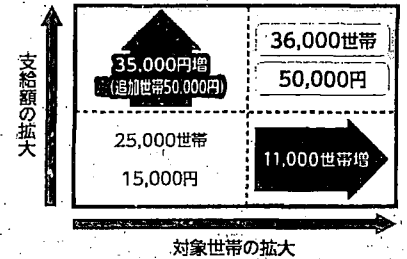 支給額の拡大
35,000円増
(追加世帯50,000円)
36,000世帯
50,000円
25,000世帯
15,000円
11,000世帯増
対象世帯の拡大